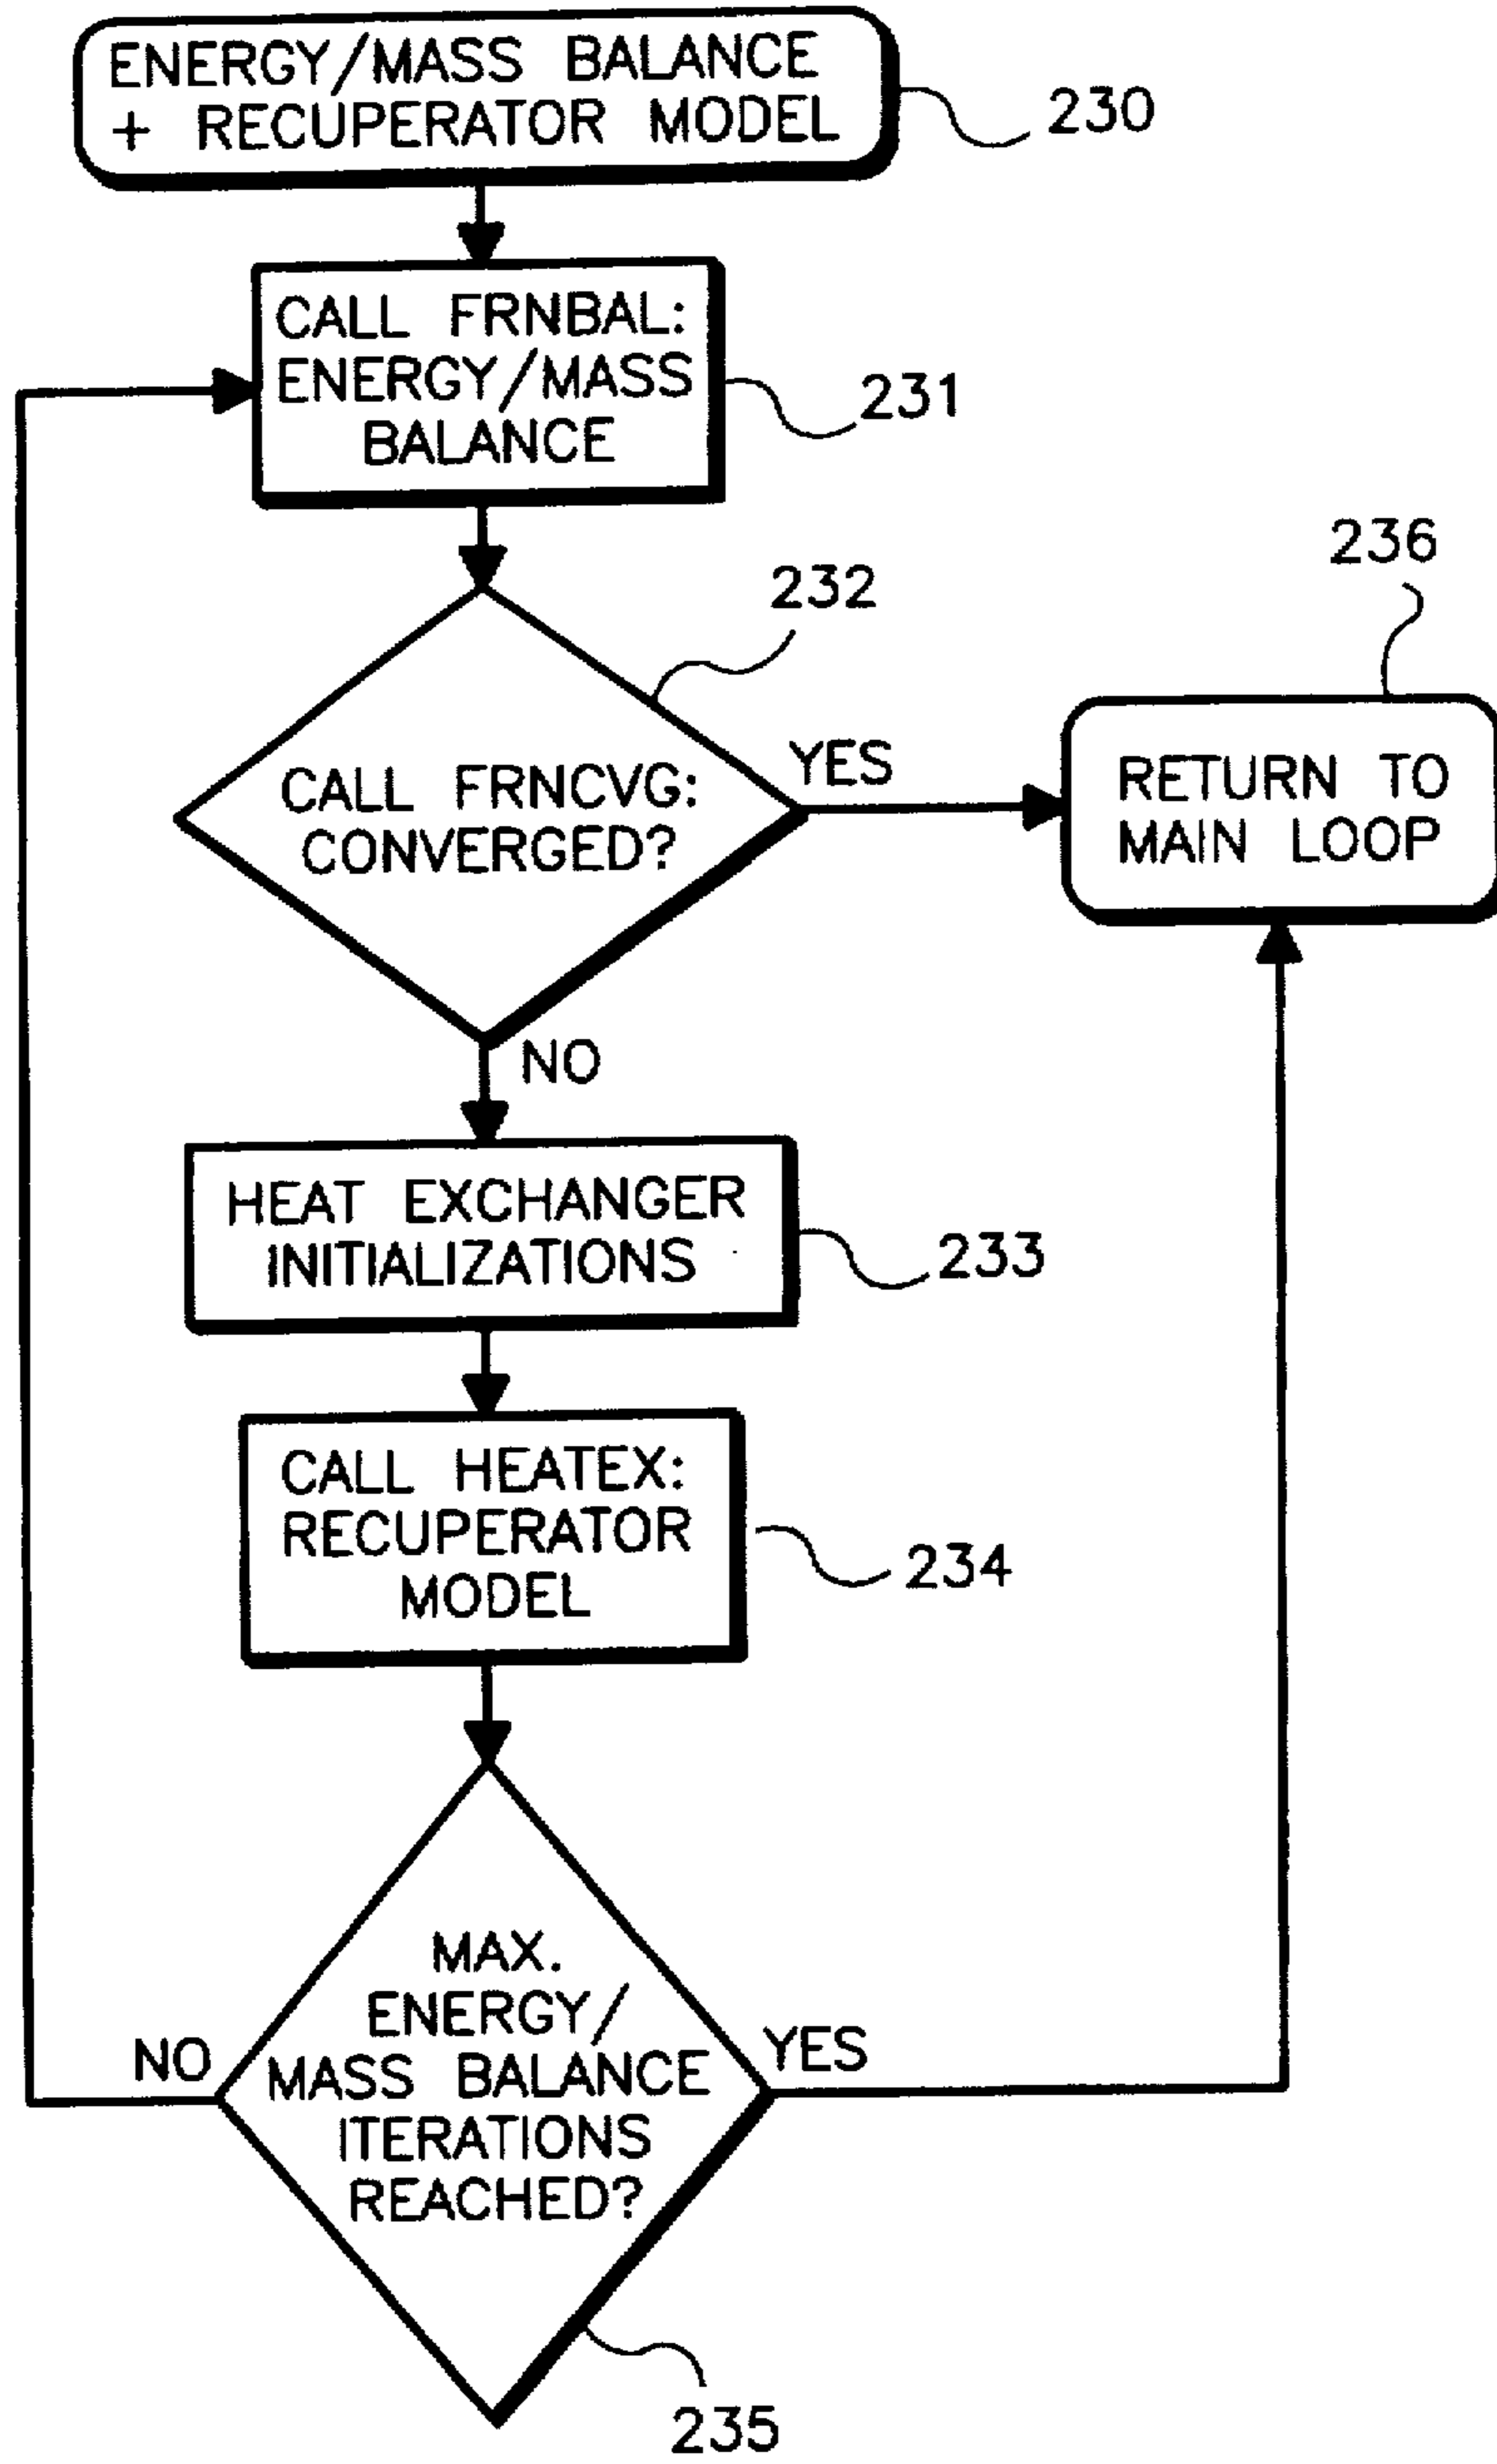 ENERGY/MASS BALANCE
+ RECUPERATOR MODEL
230
CALL FRNBAL:
ENERGY/MASS
BALANCE
231
232
CALL FRNCVG:
CONVERGED?
YES
236
RETURN TO
MAIN LOOP
NO
HEAT EXCHANGER
INITIALIZATIONS
233
CALL HEATEX:
RECUPERATOR
MODEL
234
MAX.
ENERGY/
MASS BALANCE
ITERATIONS
REACHED?
NO
YES
235